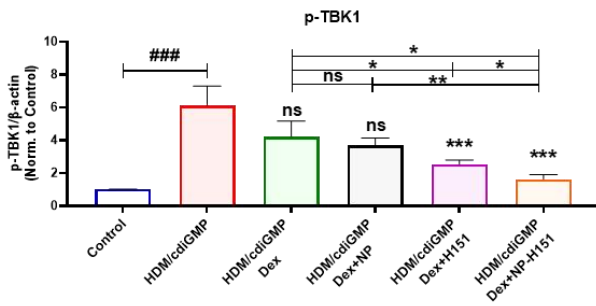 p-TBK1
*
###
*
*
ns
**
ns
ns
***
***
p-TBK1/β-actin
(Norm. to Control)
10
8
6
4
2
0
Control
HDM/cdiGMP
HDM/cdiGMP
Dex
HDM/cdiGMP
Dex+NP
HDM/cdiGMP
Dex+H151
HDM/cdiGMP
Dex+NP-H151